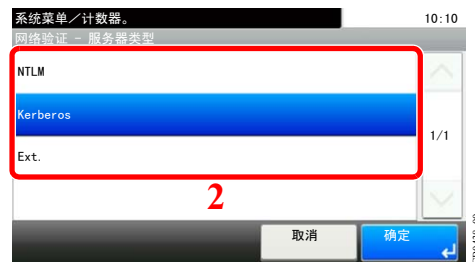 系统菜单／计数器。 10:10
网络验证 - 服务器类型
NTLM
Kerberos
1/1
Ext.
2
取消 确定